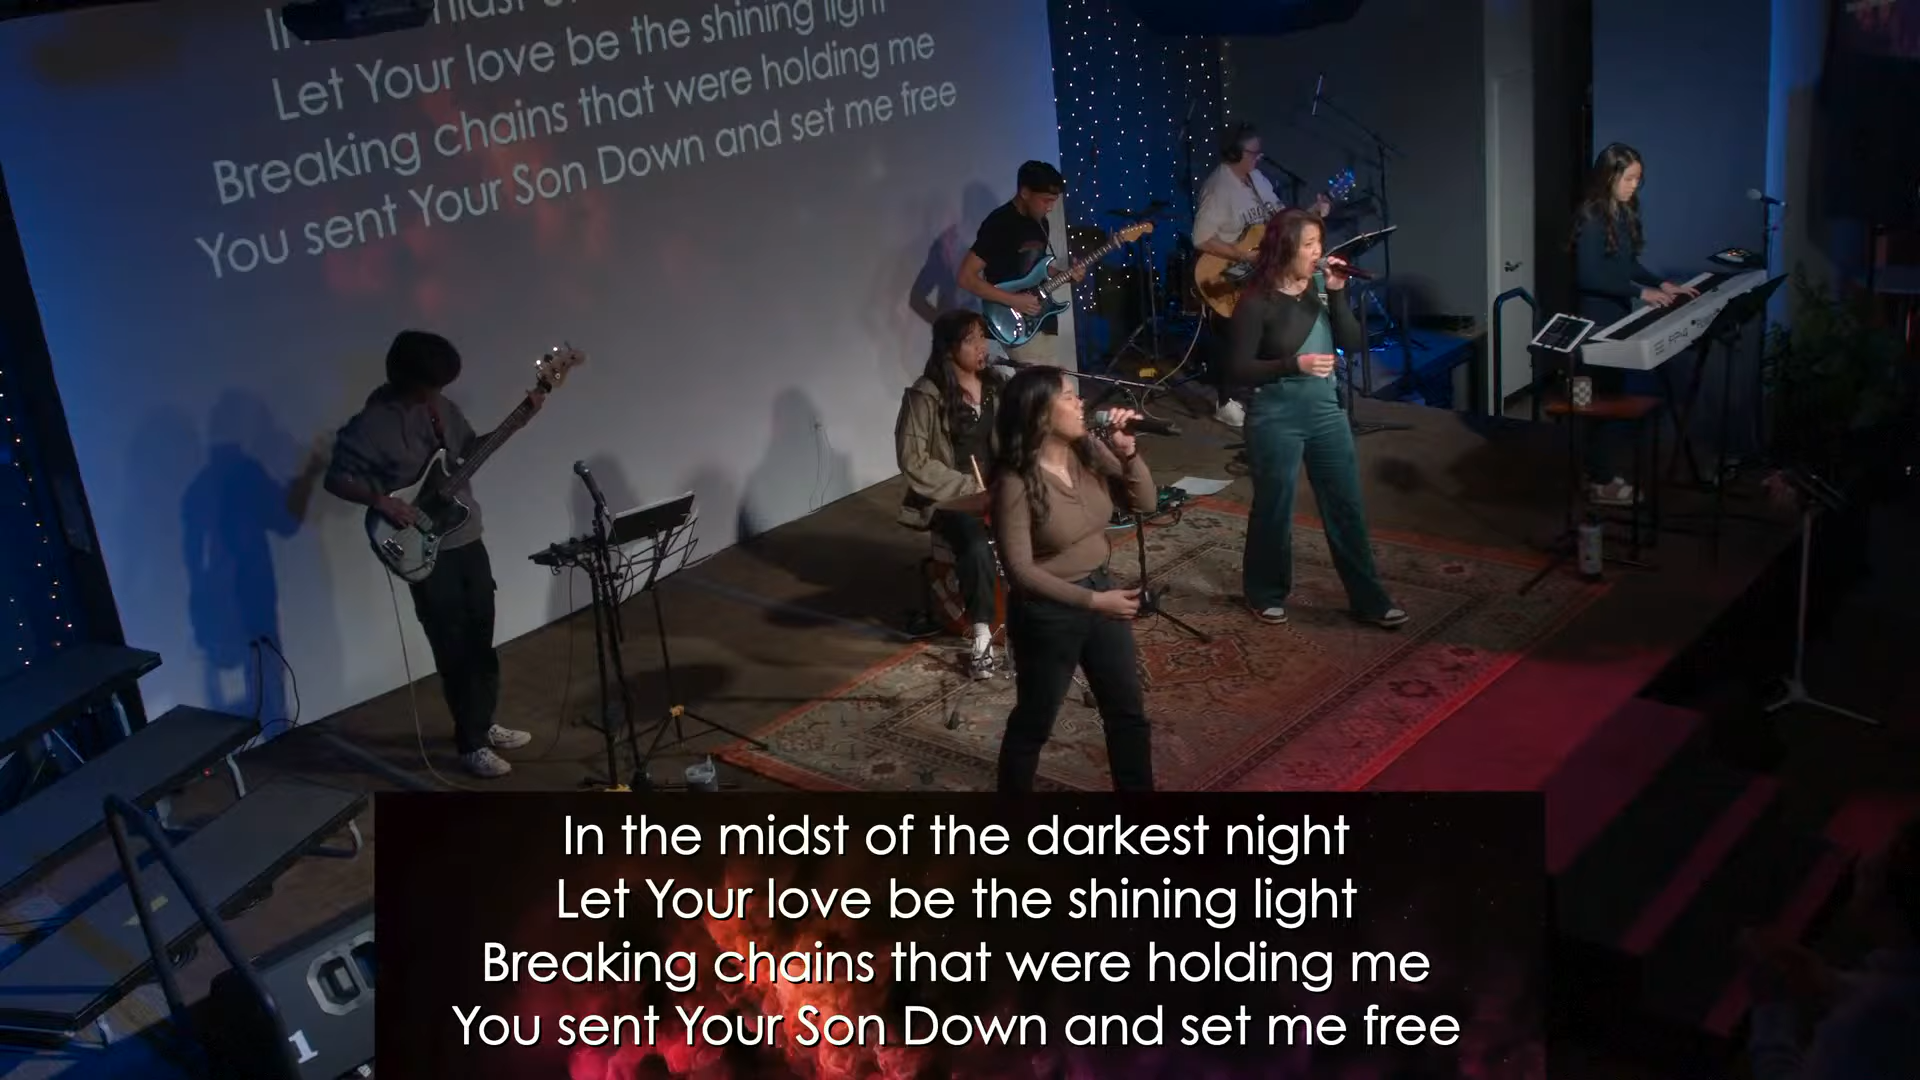 midst
Let Your love be the shining light
Breaking chains that were holding me
You sent Your Son Down and set me free
In the midst of the darkest night
Let Your love be the shining light
Breaking chains that were holding me
You sent Your Son Down and set me free
1